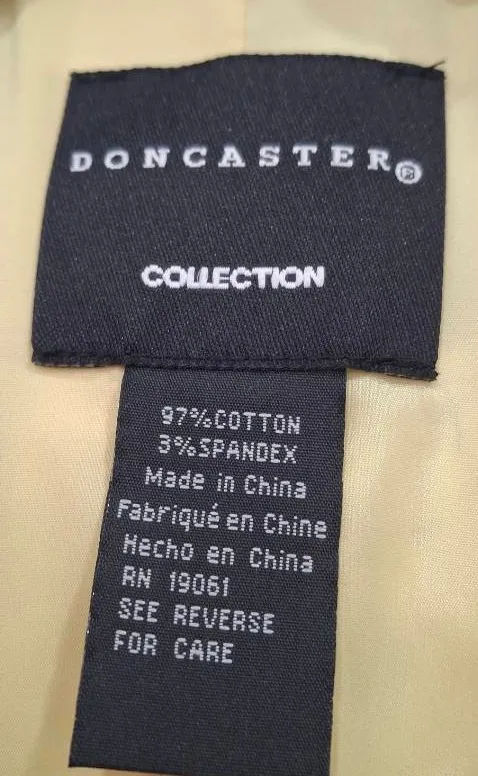 DONCASTER®
COLLECTION
97%COTTON
3%SPANDEX
Made in China
Fabriqué en Chine
Hecho en China
RN 19061
SEE REVERSE
FOR CARE